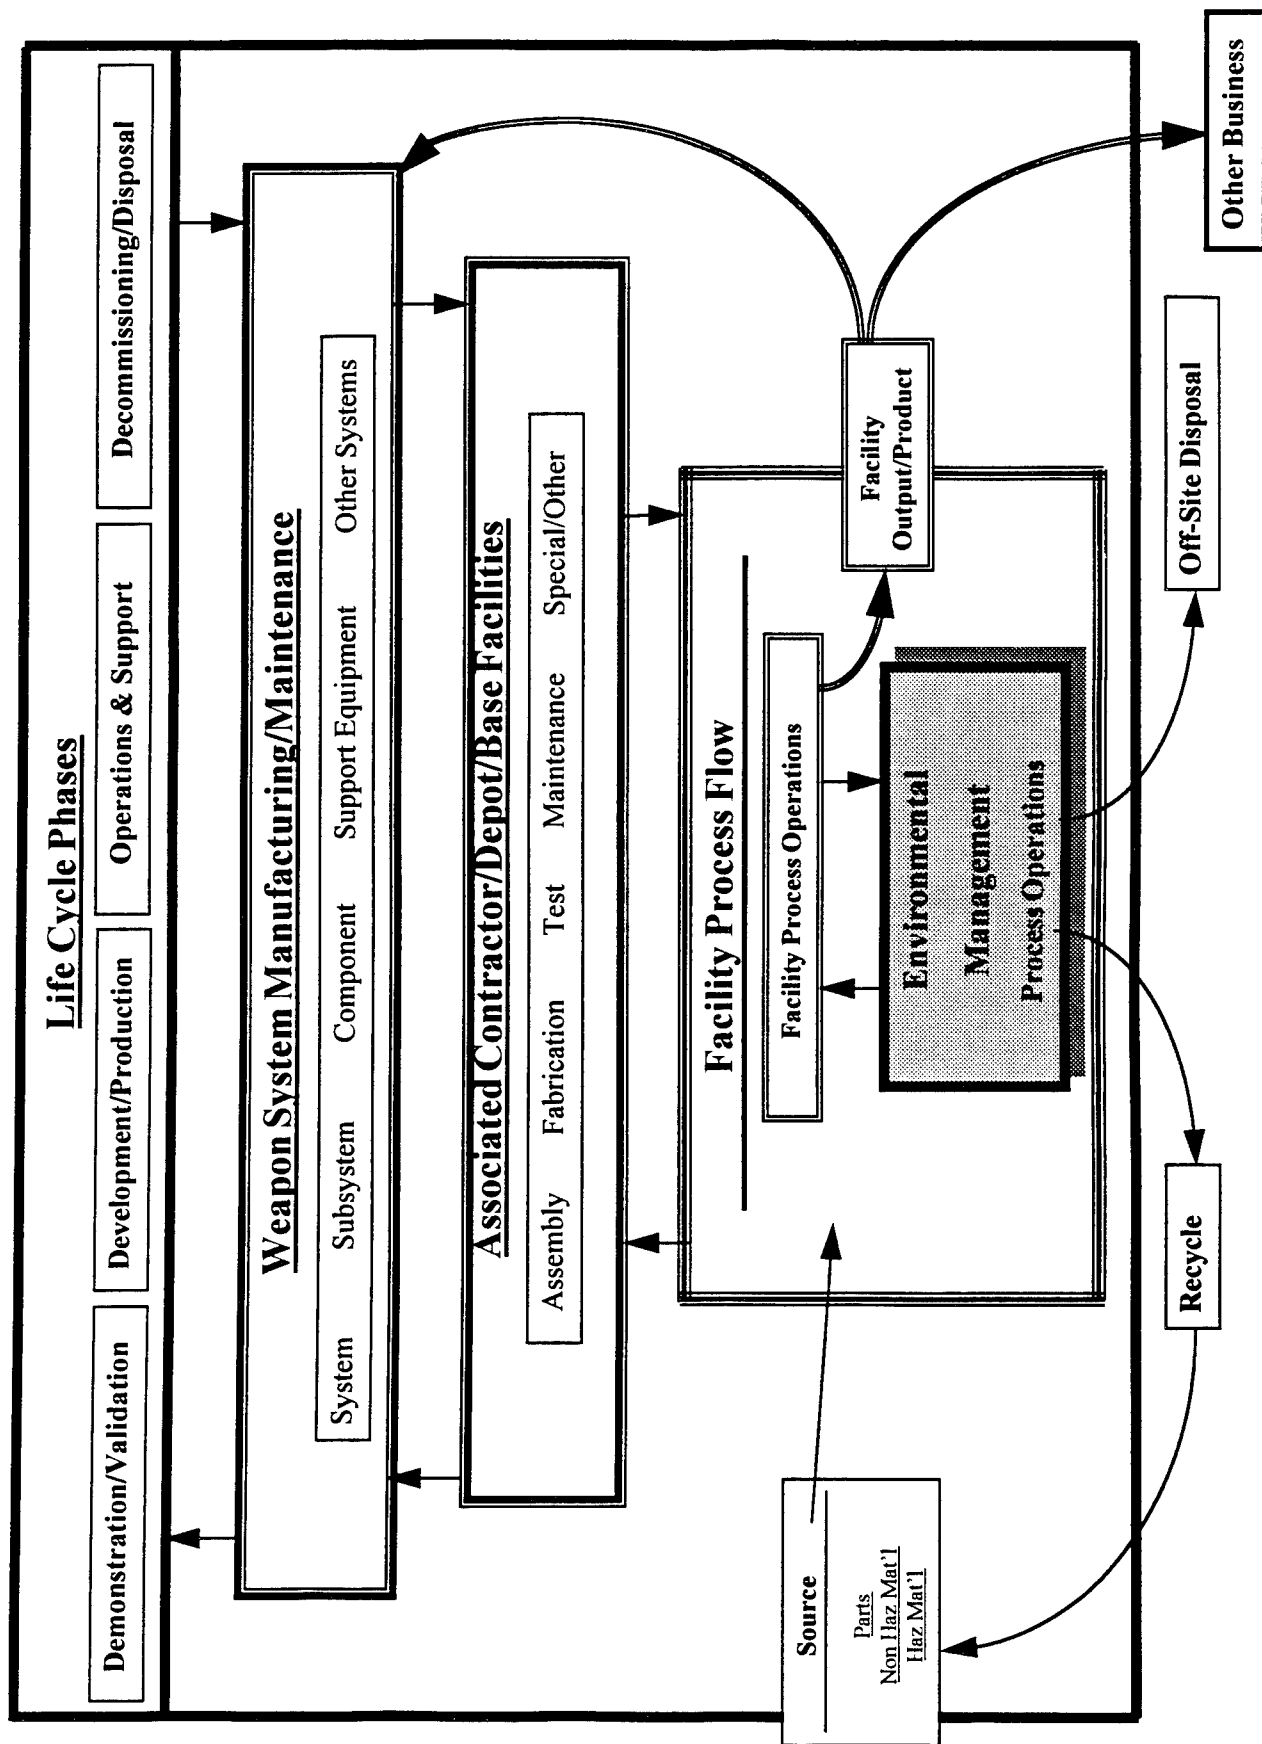 Life Cycle Phases
Demonstration/Validation
Development/Production
Operations & Support
Decommissioning/Disposal
Weapon System Manufacturing/Maintenance
System Subsystem Component Support Equipment Other Systems
Associated Contractor/Depot/Base Facilities
Assembly Fabrication Test Maintenance Special/Other
Facility Process Flow
Facility Process Operations
Environmental
Management
Process Operations
Facility
Output/Product
Source
Parts
Non Haz Mat'l
Haz Mat'l
Recycle
Off-Site Disposal
Other Business